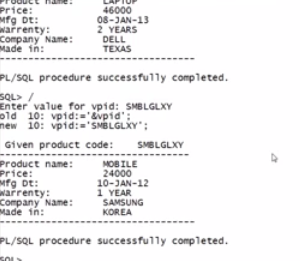 Product name: LAPTOP
Price: 46000
Mfg Dt: 08-JAN-13
Warrenty: 2 YEARS
Company Name: DELL
Made in: TEXAS
---------------------------------
PL/SQL procedure successfully completed.
SQL> /
Enter value for vpid: SMBLGLXY
old 10: vpid:='&vpid';
new 10: vpid:='SMBLGLXY';
Given product code: SMBLGLXY
---------------------------------
Product name: MOBILE
Price: 24000
Mfg Dt: 10-JAN-12
Warrenty: 1 YEAR
Company Name: SAMSUNG
Made in: KOREA
---------------------------------
PL/SQL procedure successfully completed.
SQL>